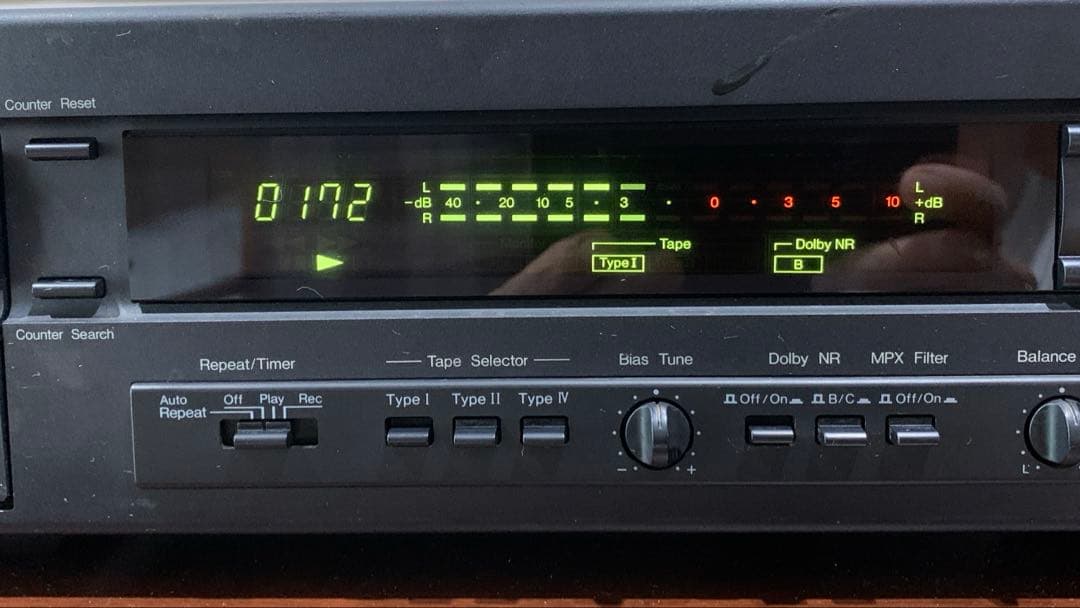 Counter Reset
0172
L
-dB 40 · 20 10 5 · 3 · 0 · 3 5 10 +dB
R
L
R
Tape
Type I
Dolby NR
B
Counter Search
Repeat/Timer
Tape Selector
Bias Tune
Dolby NR
MPX Filter
Balance
Auto Repeat
Off Play Rec
Type I Type II Type IV
- +
Off/On
B/C
Off/On
L